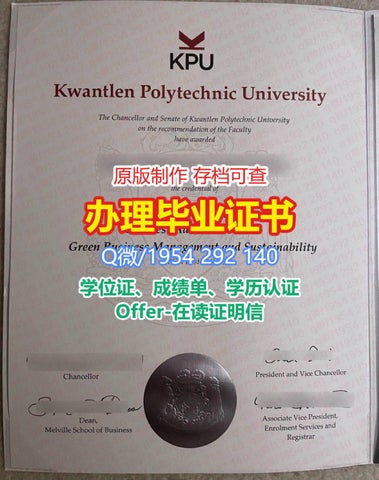 KPU
Kwantlen Polytechnic University
The Chancellor and Senate of Kwantlen Polytechnic University
on the recommendation of the Faculty
have awarded
原版制作 存档可查
the credential of
办理毕业证书
Green Business Management and Sustainability
Q微/1954 292 140
学位证、成绩单、学历认证
Offer-在读证明信
Chancellor
President and Vice Chancellor
Dean,
Melville School of Business
Associate Vice President,
Enrolment Services and
Registrar